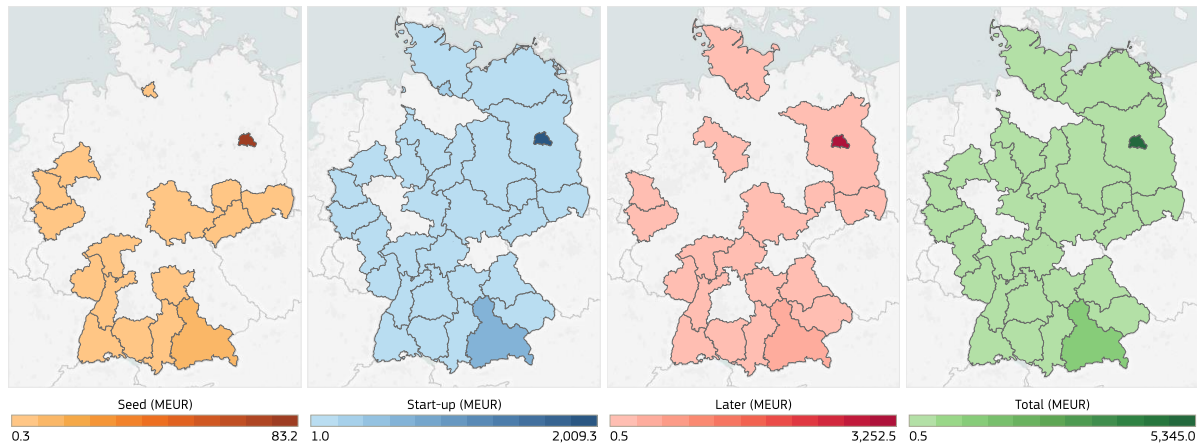 Seed (MEUR)
0.3 83.2
Start-up (MEUR)
1.0 2,009.3
Later (MEUR)
0.5 3,252.5
Total (MEUR)
0.5 5,345.0